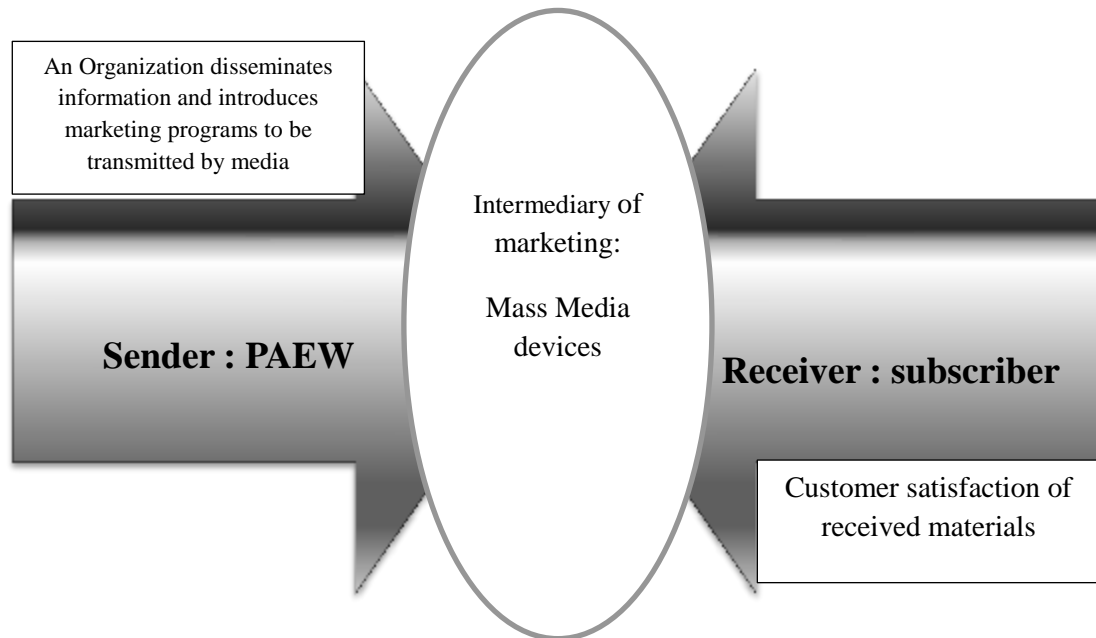 An Organization disseminates
information and introduces
marketing programs to be
transmitted by media
Intermediary of
marketing:
Mass Media
devices
Sender : PAEW
Receiver : subscriber
Customer satisfaction of
received materials